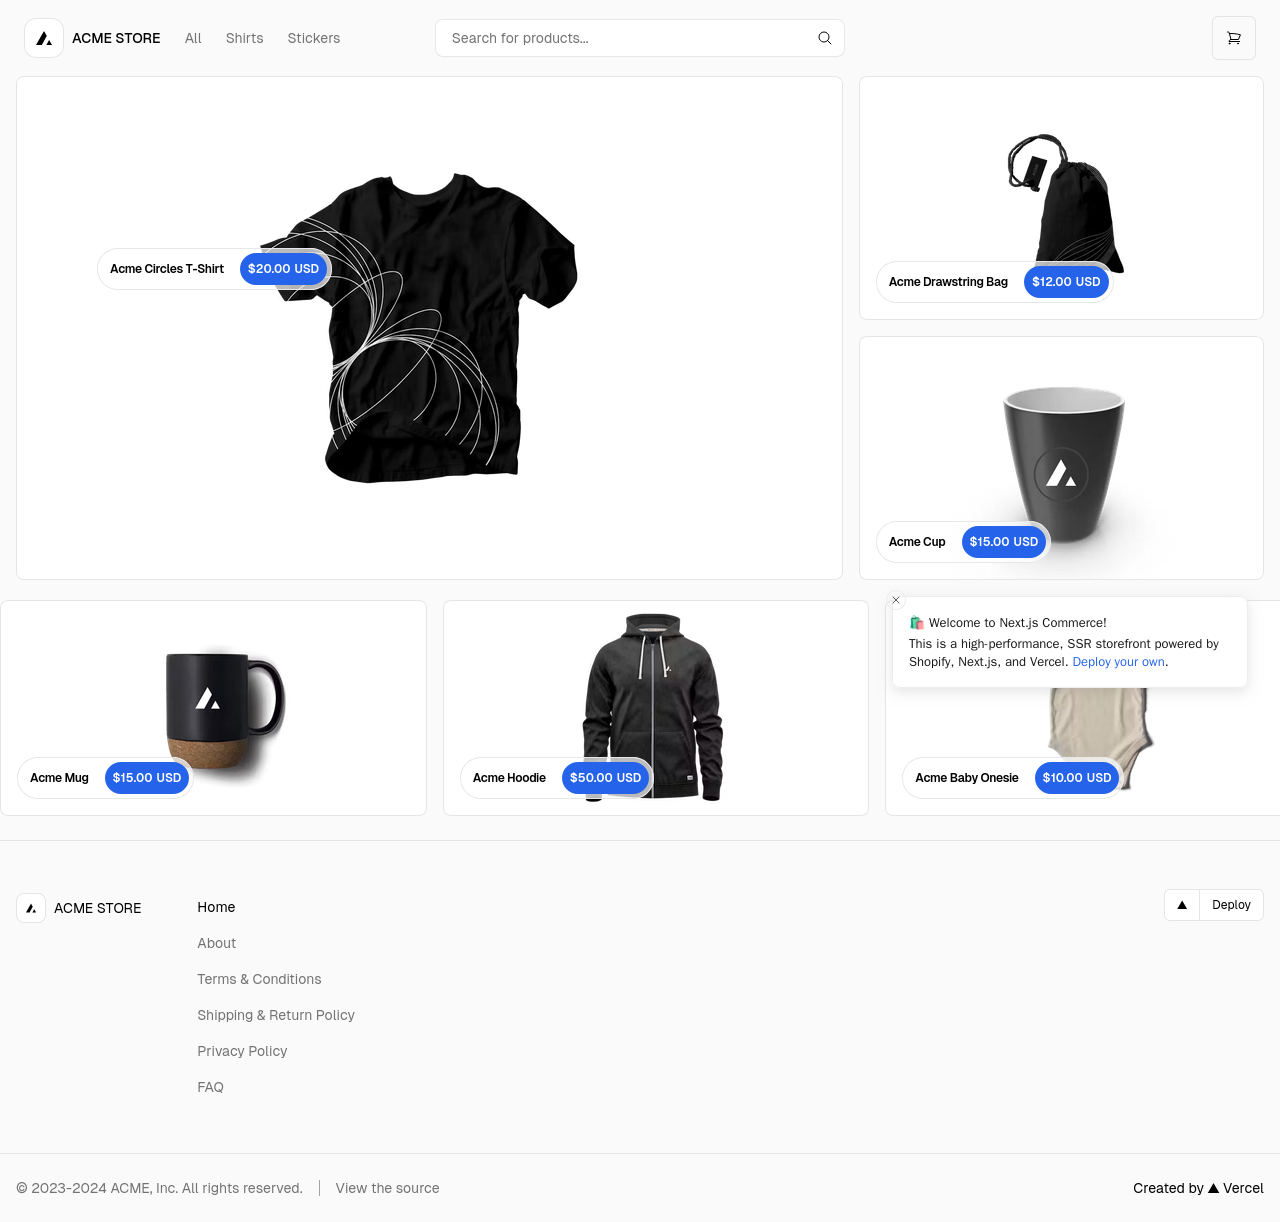 ACME STORE
All
Shirts
Stickers
Search for products...
Acme Circles T-Shirt
$20.00 USD
Acme Drawstring Bag
$12.00 USD
Acme Cup
$15.00 USD
Acme Mug
$15.00 USD
Acme Hoodie
$50.00 USD
🛍️ Welcome to Next.js Commerce!
This is a high-performance, SSR storefront powered by
Shopify, Next.js, and Vercel. Deploy your own.
Acme Baby Onesie
$10.00 USD
ACME STORE
Home
About
Terms & Conditions
Shipping & Return Policy
Privacy Policy
FAQ
▲ Deploy
© 2023-2024 ACME, Inc. All rights reserved.
View the source
Created by ▲ Vercel